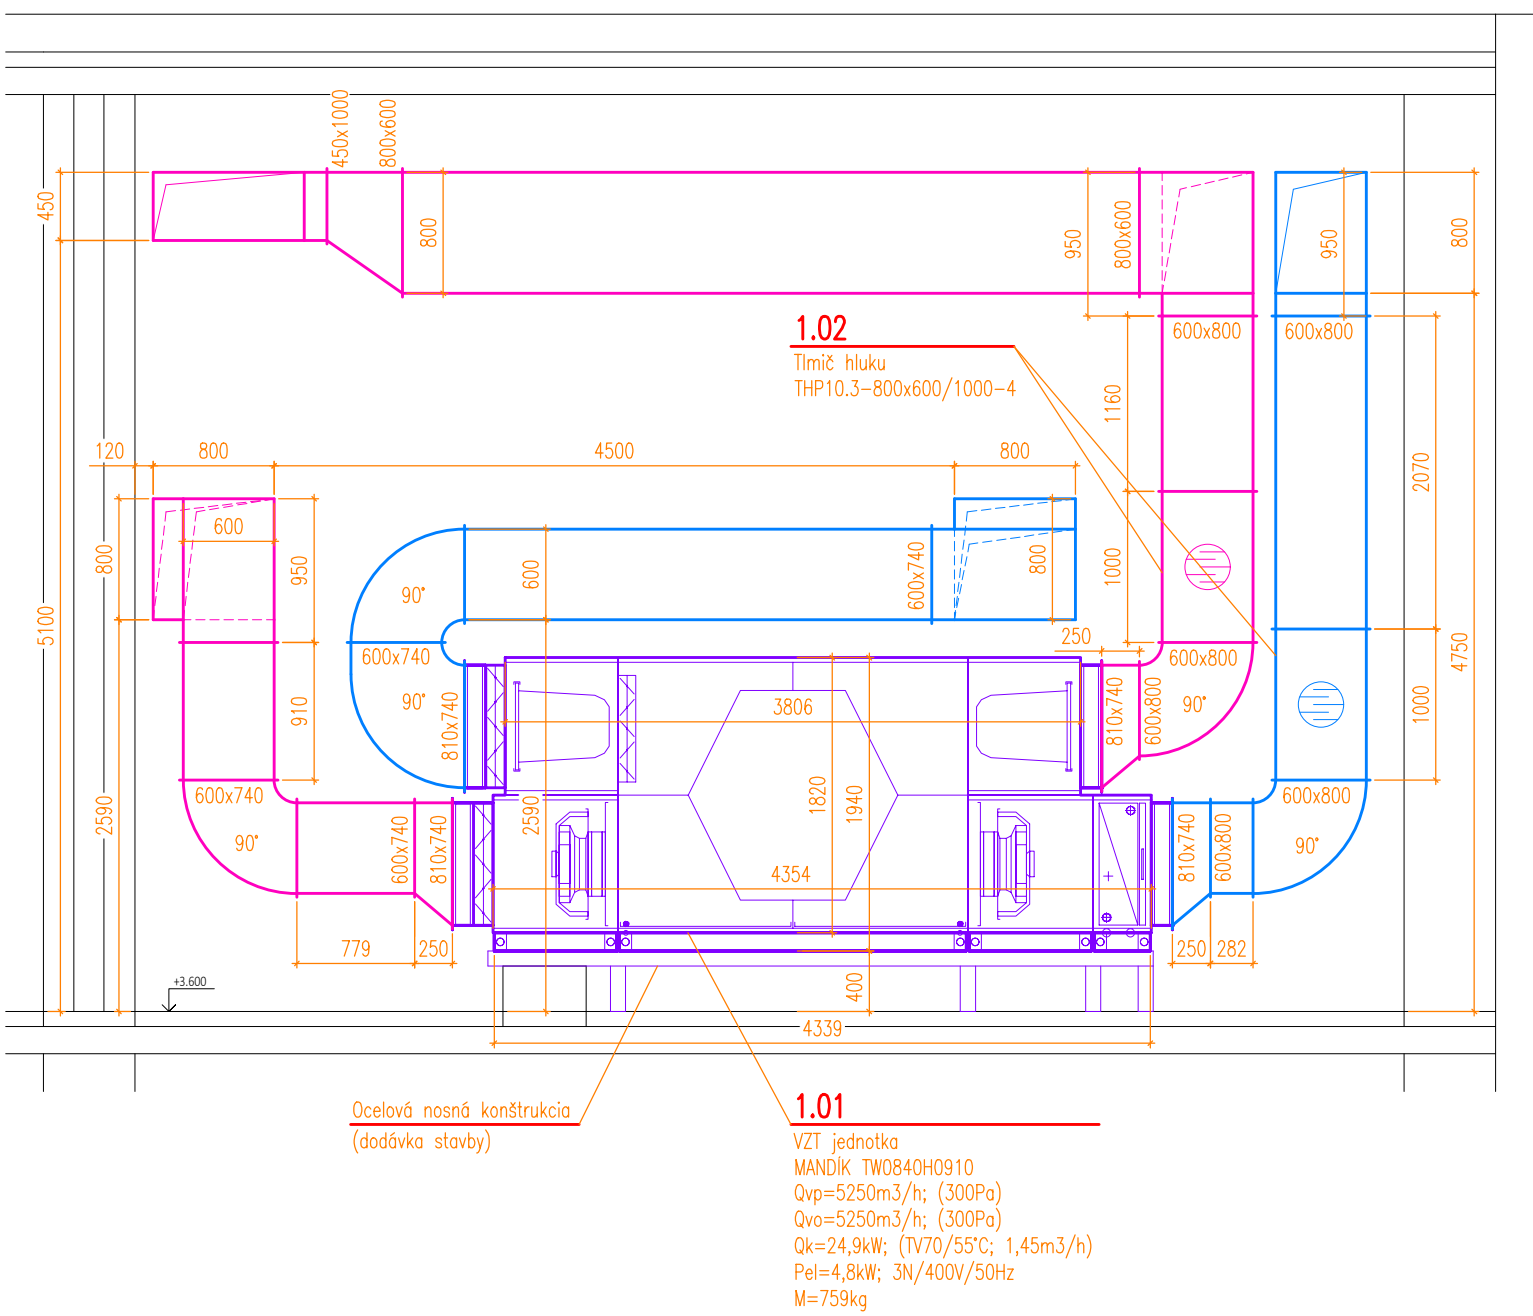 450x1000
800x600
450
800
950
800x600
950
800
600x800
600x800
1.02
Tlmič hluku
THP10.3-800x600/1000-4
1160
120
800
4500
800
2070
600
800
950
90°
600
600x740
800
1000
5100
600x740
250
600x800
4750
910
90°
810x740
3806
810x740
600x800
90°
1000
600x740
600x800
2590
90°
600x740
810x740
2590
1820
1940
4354
810x740
600x800
90°
779
250
250
282
+3.600
400
4339
Ocelová nosná konštrukcia
(dodávka stavby)
1.01
VZT jednotka
MANDÍK TW0840H0910
Qvp=5250m3/h; (300Pa)
Qvo=5250m3/h; (300Pa)
Qk=24,9kW; (TV70/55°C; 1,45m3/h)
Pel=4,8kW; 3N/400V/50Hz
M=759kg